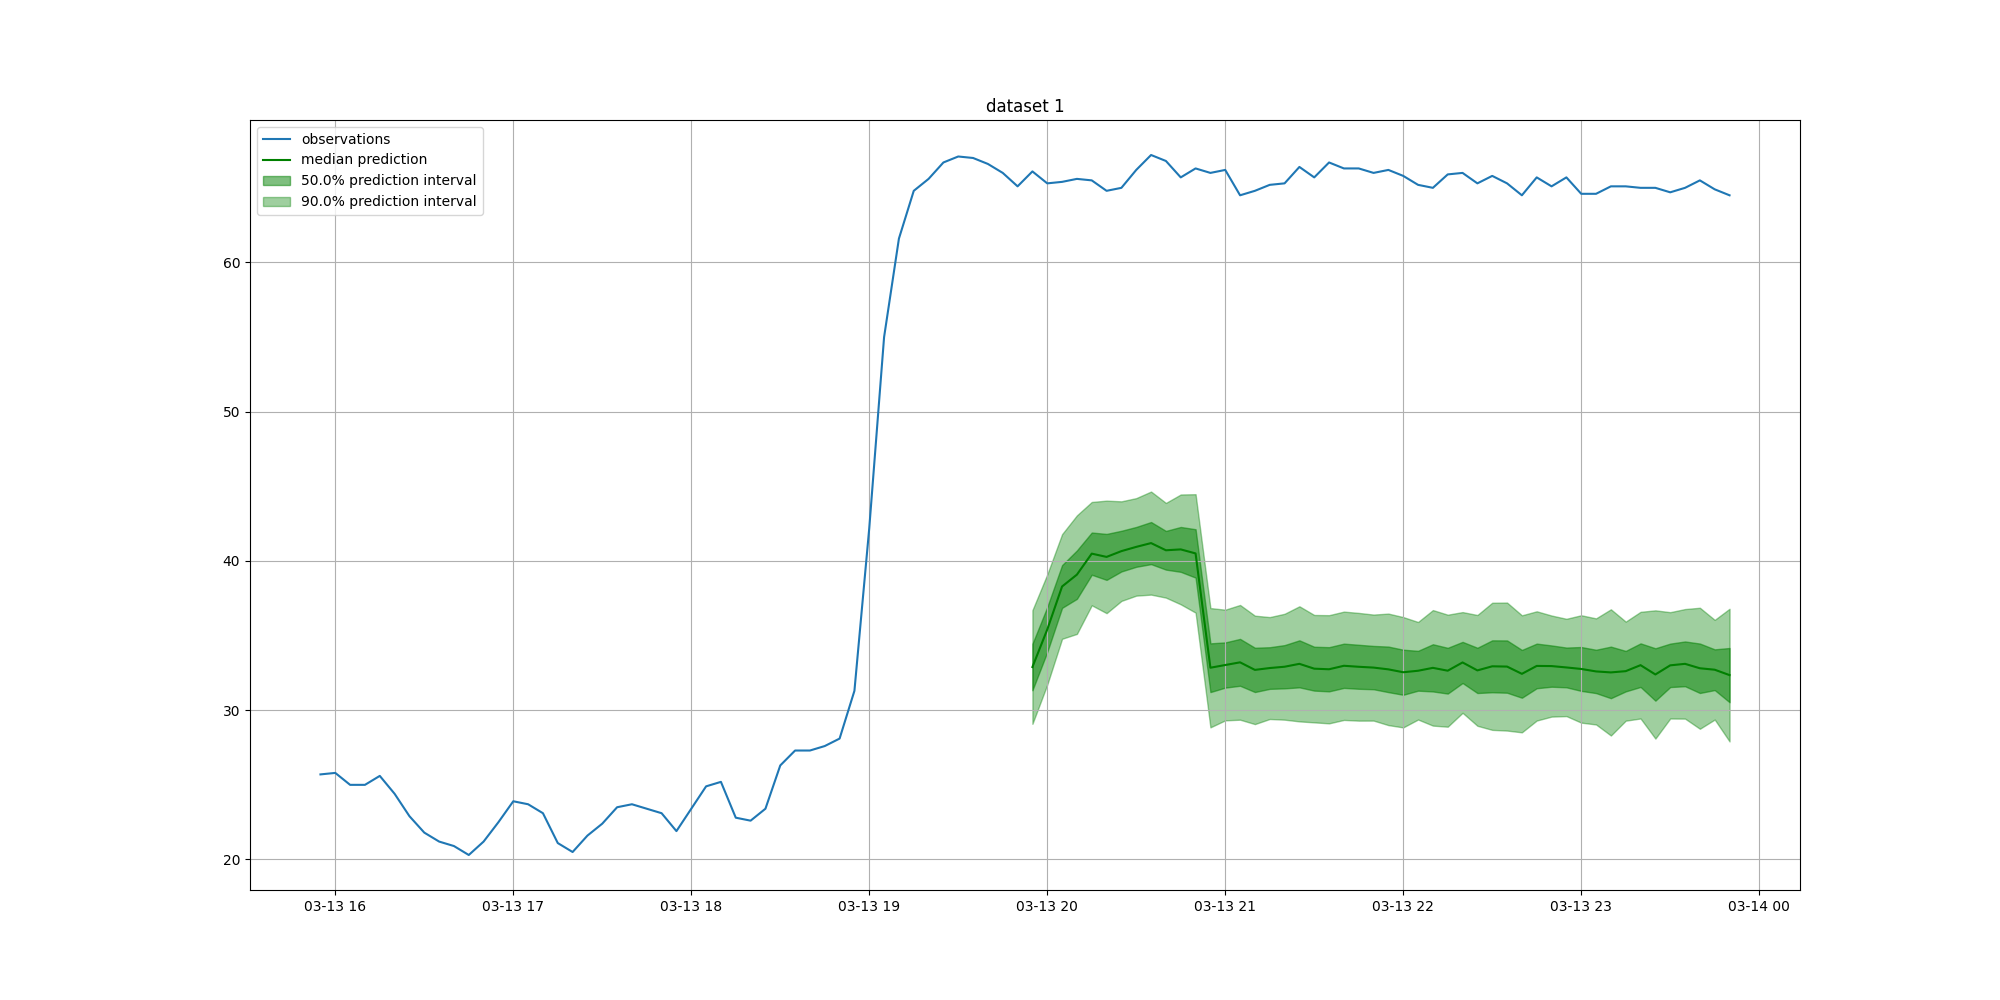 dataset 1
observations
median prediction
50.0% prediction interval
90.0% prediction interval
60
50
40
30
20
03-13 16
03-13 17
03-13 18
03-13 19
03-13 20
03-13 21
03-13 22
03-13 23
03-14 00